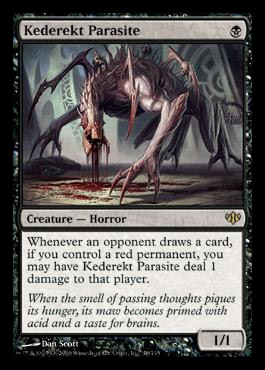 Kederekt Parasite
Creature — Horror
Whenever an opponent draws a card,
if you control a red permanent, you
may have Kederekt Parasite deal 1
damage to that player.
When the smell of passing thoughts piques
its hunger, its maw becomes primed with
acid and a taste for brains.
Dan Scott
1/1